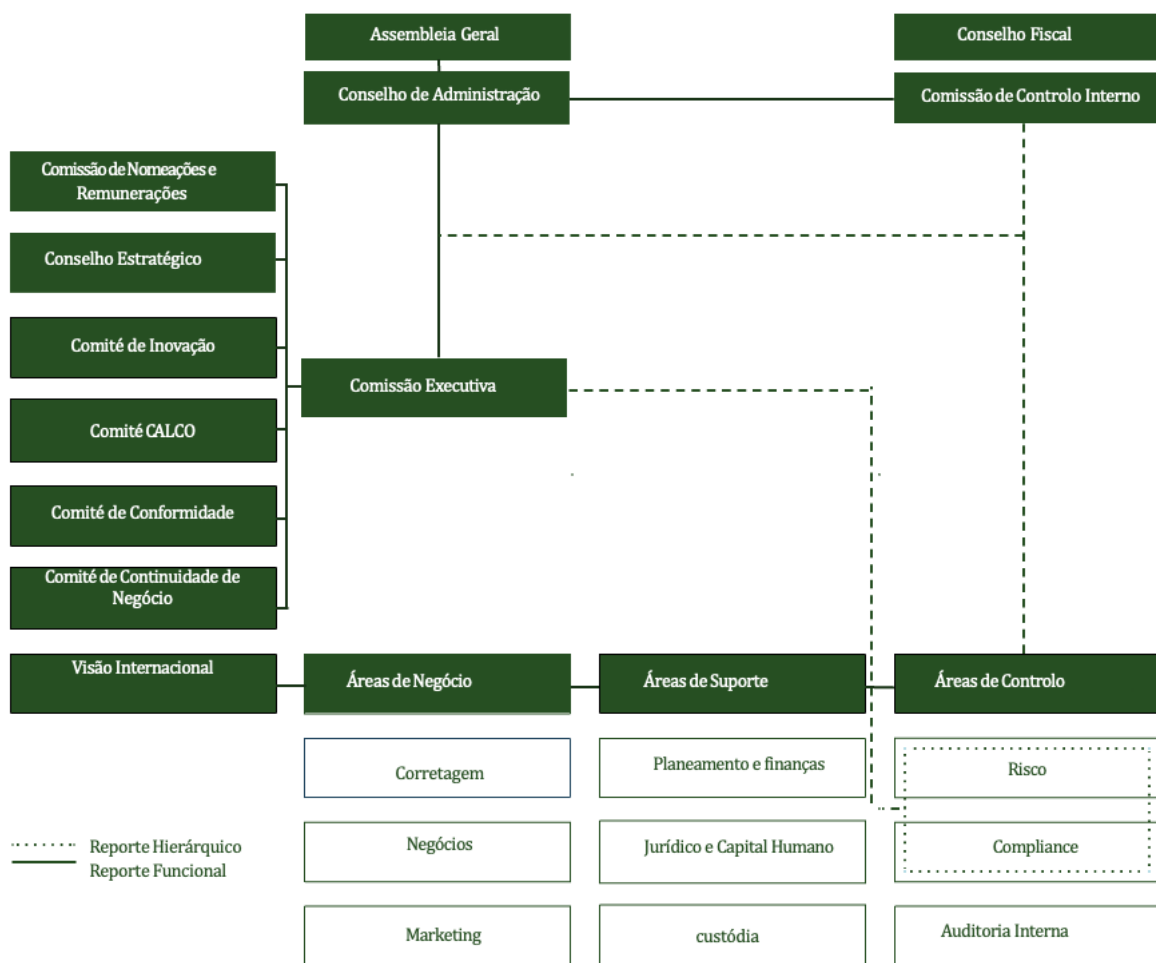 Assembleia Geral
Conselho Fiscal
Conselho de Administração
Comissão de Controlo Interno
Comissão de Nomeações e
Remunerações
Conselho Estratégico
Comité de Inovação
Comissão Executiva
Comité CALCO
Comité de Conformidade
Comité de Continuidade de
Negócio
Visão Internacional
Áreas de Negócio
Áreas de Suporte
Áreas de Controlo
Corretagem
Planeamento e finanças
Risco
Negócios
Jurídico e Capital Humano
Compliance
Marketing
custódia
Auditoria Interna
Reporte Hierárquico
Reporte Funcional